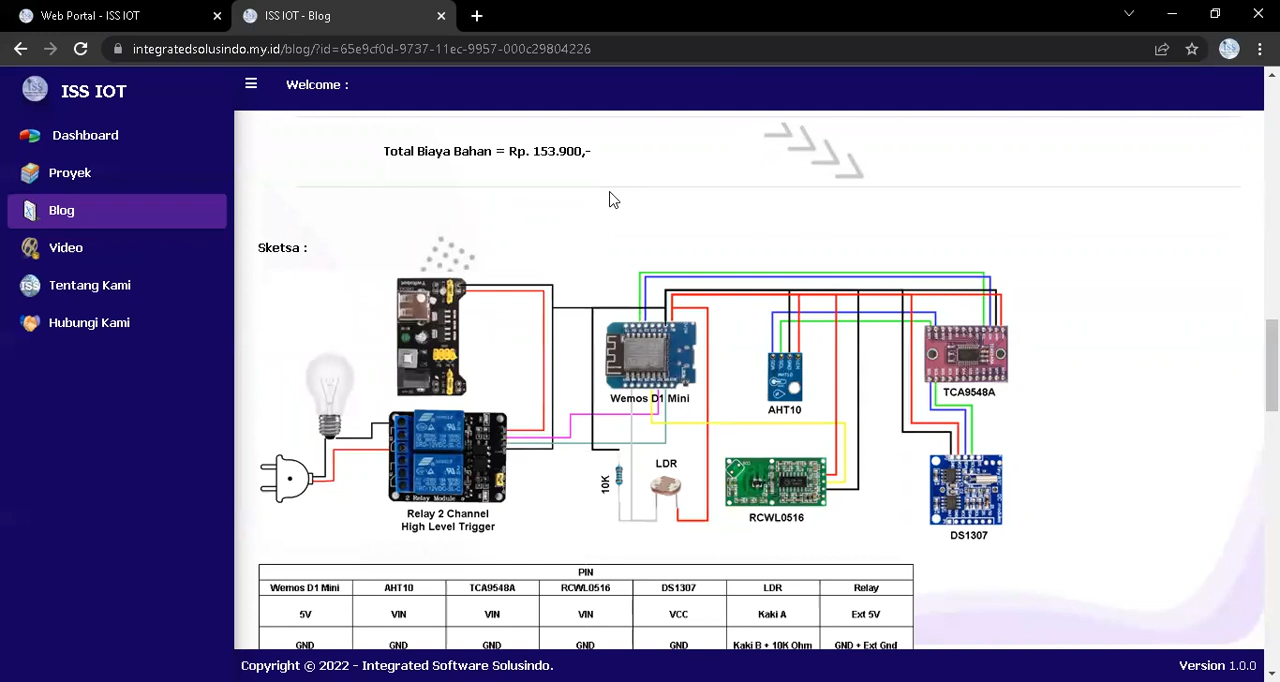 Web Portal - ISS IOT
ISS IOT - Blog
integratedsolusindo.my.id/blog/?id=65e9cf0d-9737-11ec-9957-000c29804226
ISS IOT
Welcome :
Dashboard
Proyek
Blog
Video
Tentang Kami
Hubungi Kami
Total Biaya Bahan = Rp. 153.900,-
Sketsa :
Wemos D1 Mini
AHT10
TCA9548A
LDR
10K
2 Relay Module
Relay 2 Channel
High Level Trigger
RCWL0516
DS1307
PIN
Wemos D1 Mini AHT10 TCA9548A RCWL0516 DS1307 LDR Relay
5V VIN VIN VIN VCC Kaki A Ext 5V
GND GND GND GND GND Kaki B + 10K Ohm GND + Ext Gnd
Copyright © 2022 - Integrated Software Solusindo.
Version 1.0.0